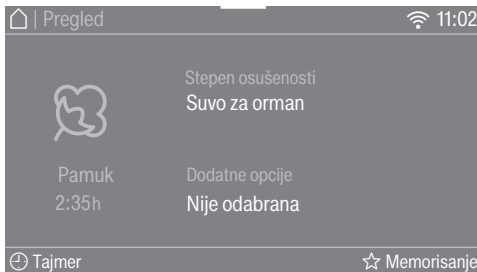 | Pregled 11:02
Stepen osušenosti
Suvo za orman
Pamuk
2:35h
Dodatne opcije
Nije odabrana
Tajmer Memorisanje